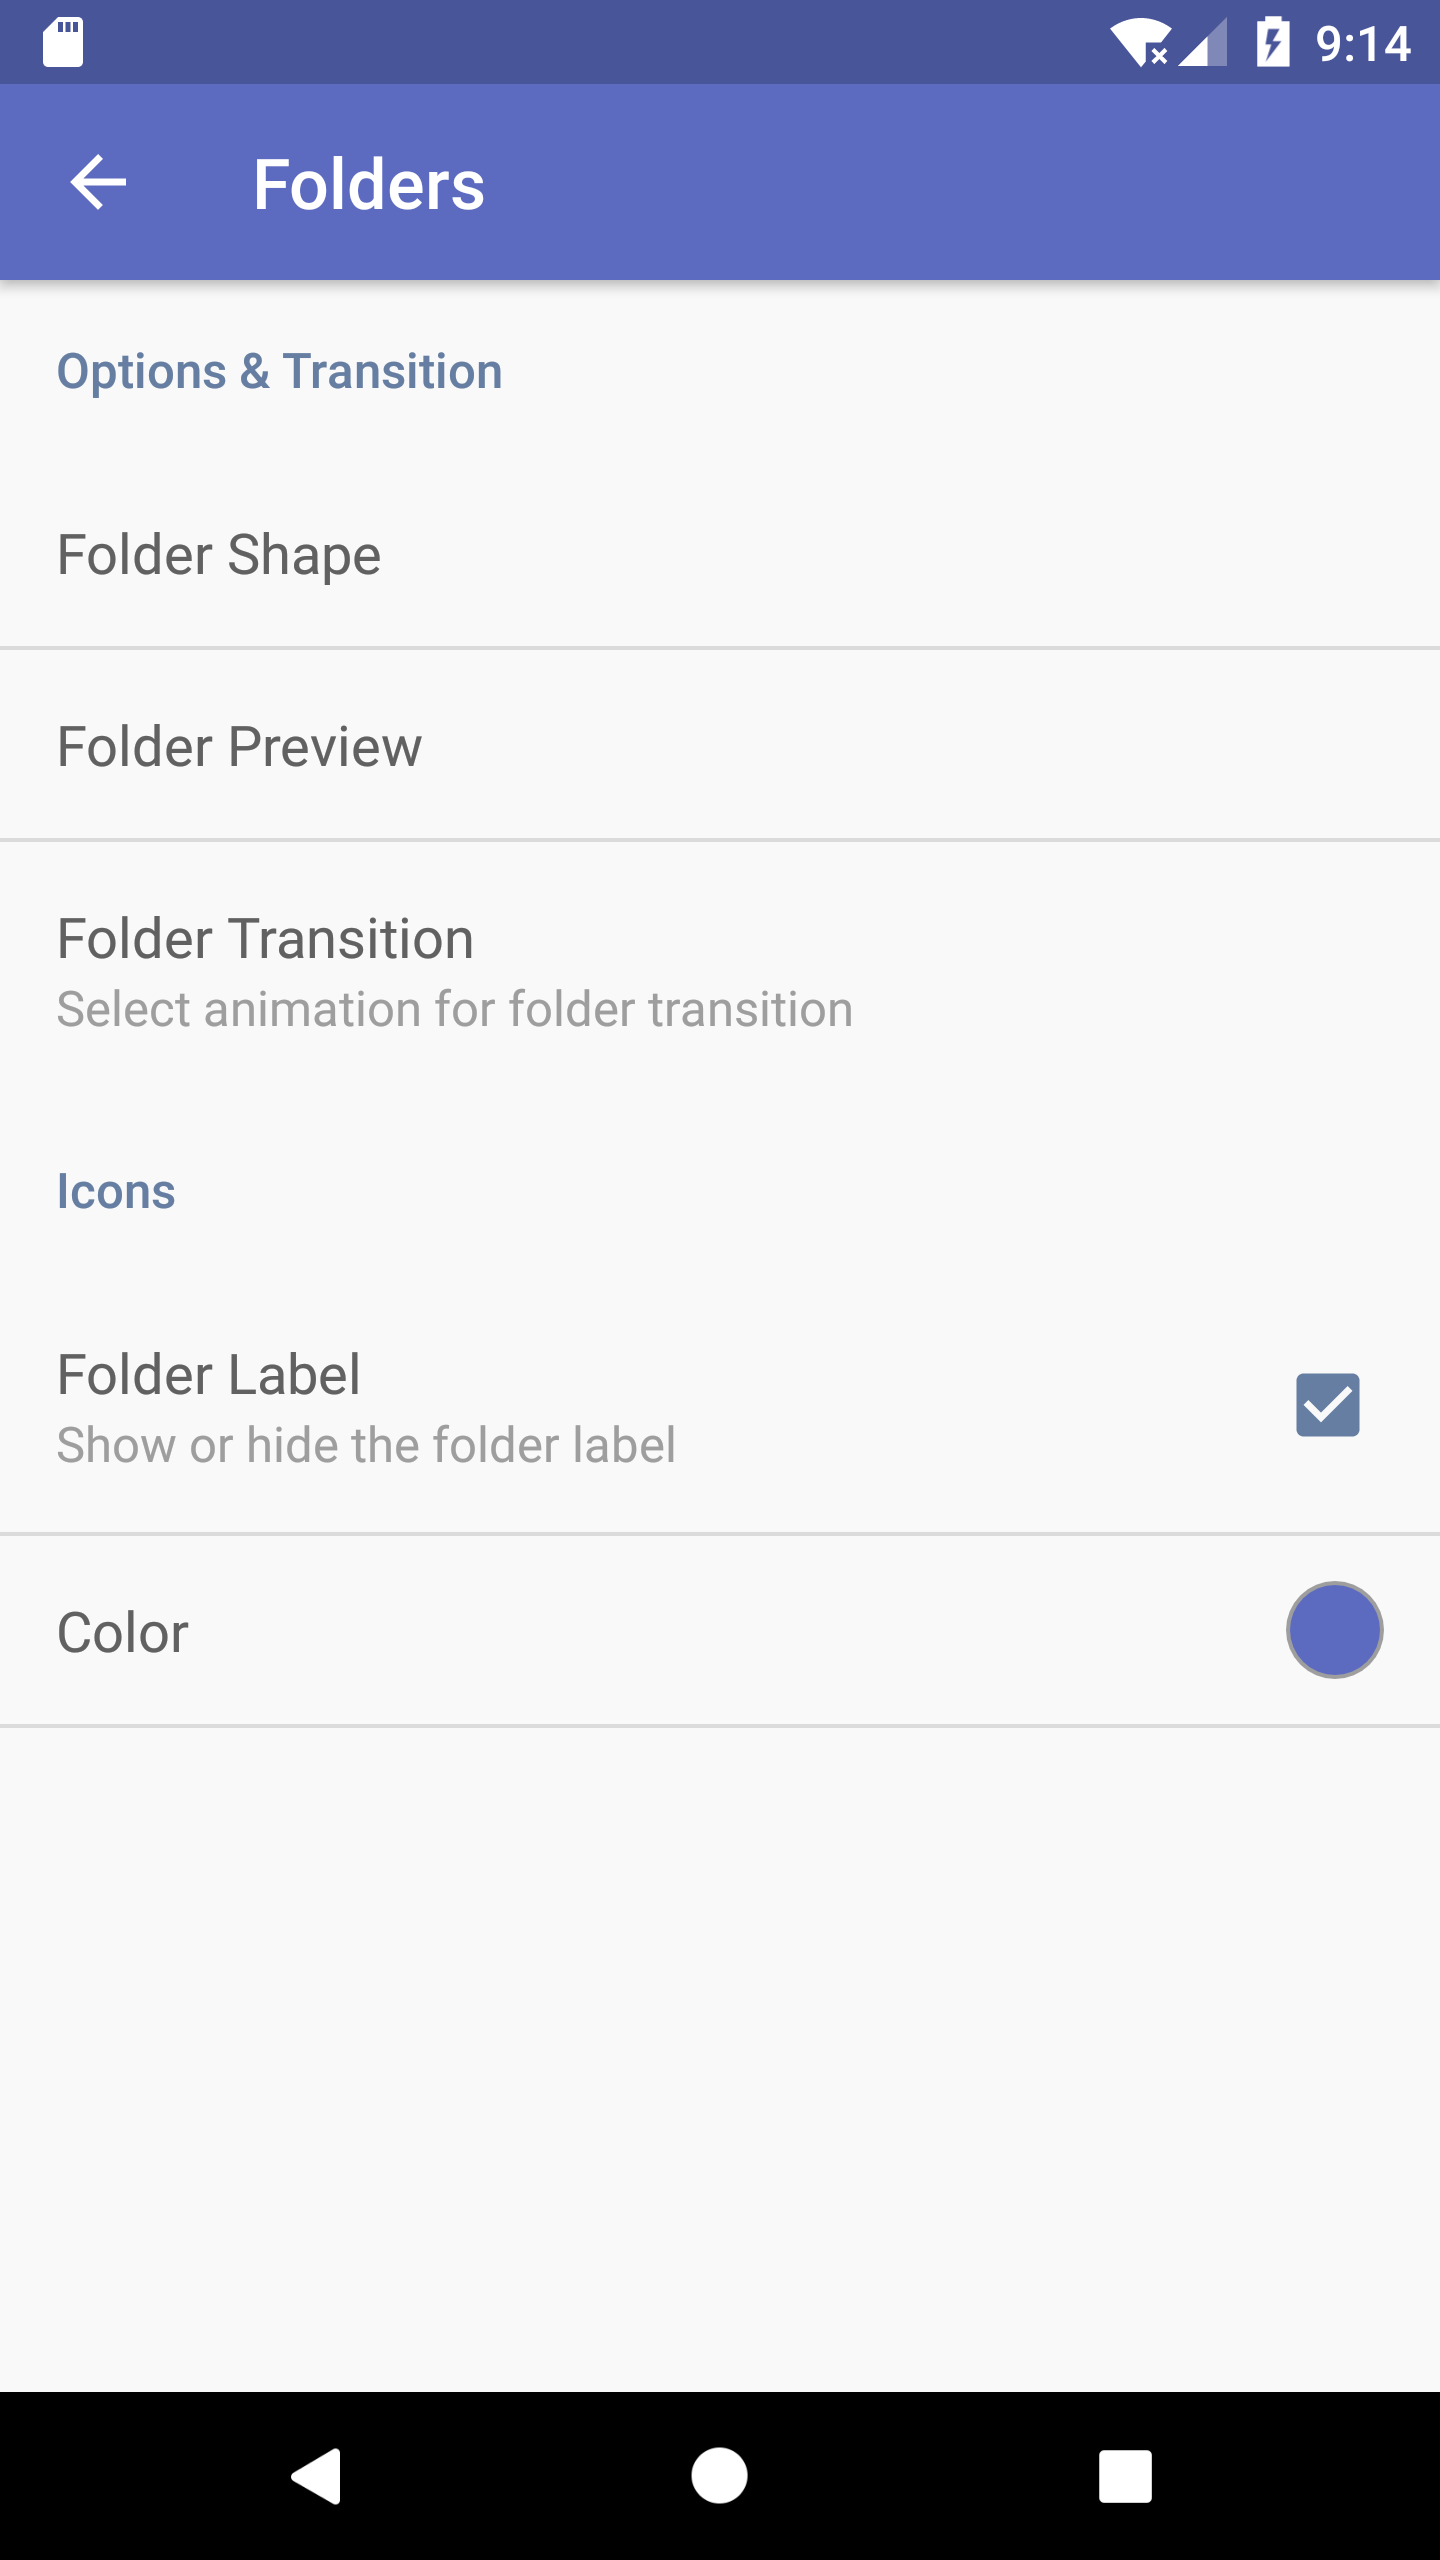 9:14
Folders
Options & Transition
Folder Shape
Folder Preview
Folder Transition
Select animation for folder transition
Icons
Folder Label
Show or hide the folder label
Color